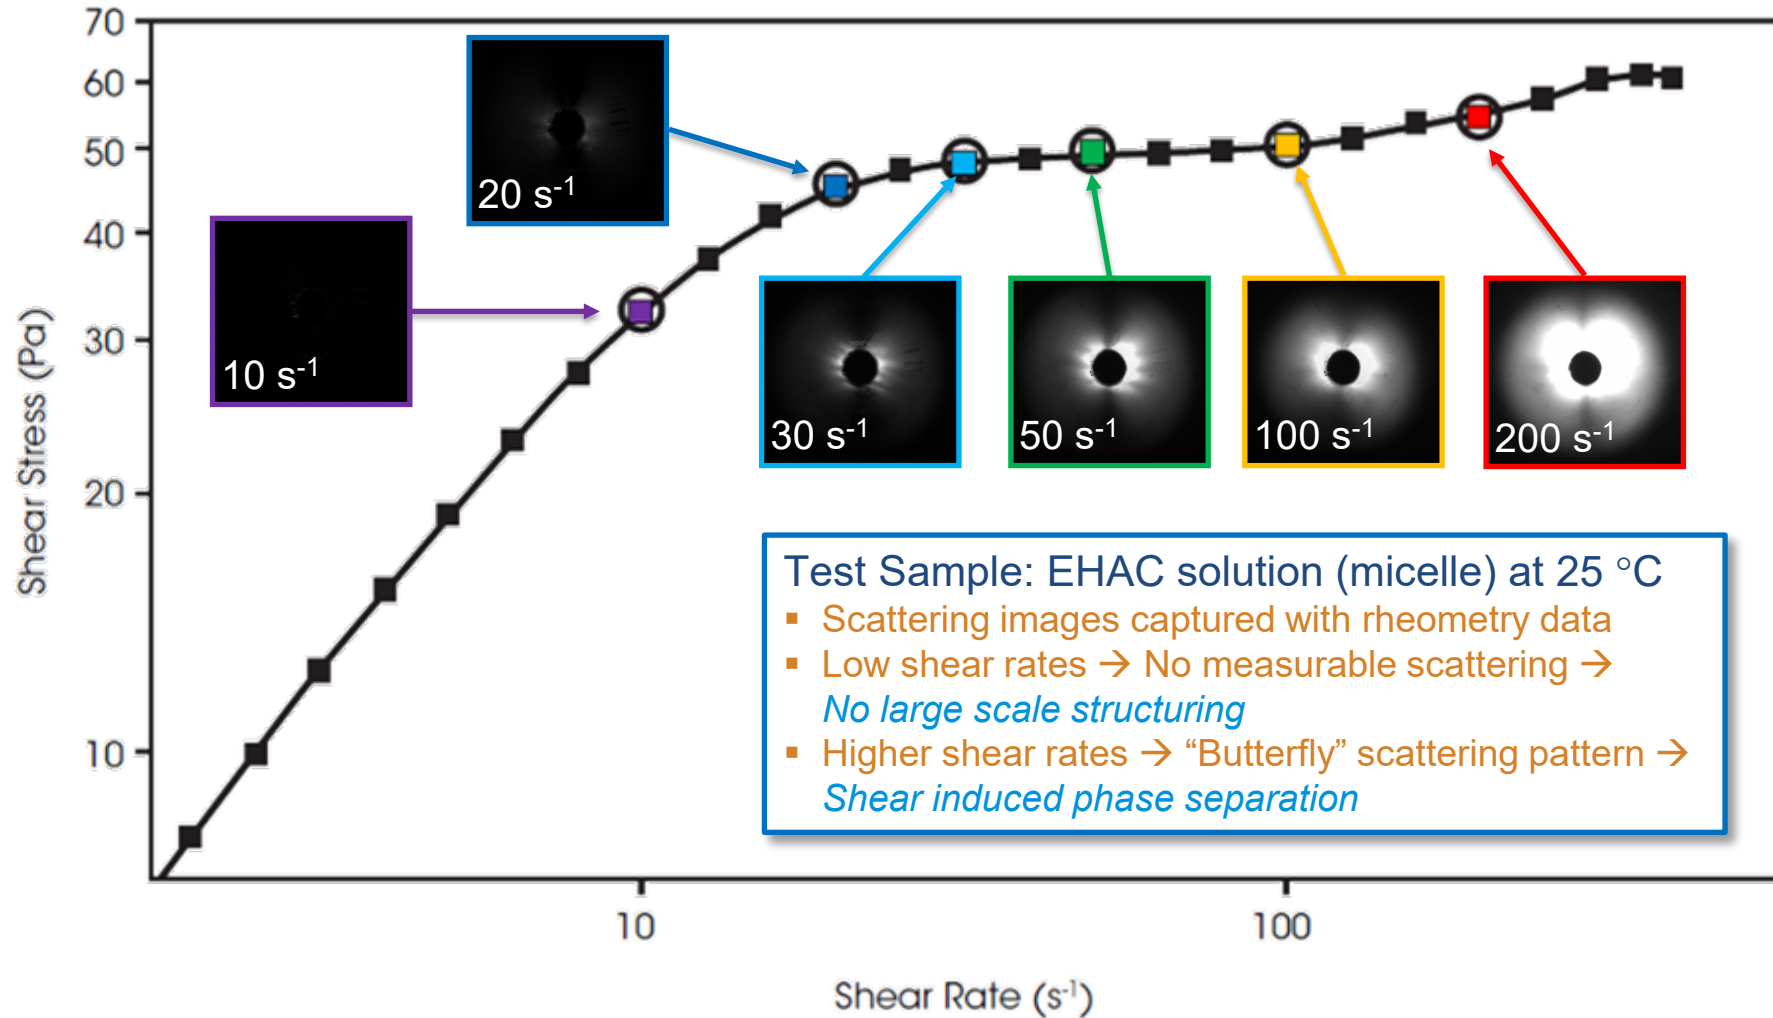 70
60
50
40
30
20
10
Shear Stress (Pa)
20 s⁻¹
10 s⁻¹
30 s⁻¹
50 s⁻¹
100 s⁻¹
200 s⁻¹
Test Sample: EHAC solution (micelle) at 25 °C
▪ Scattering images captured with rheometry data
▪ Low shear rates → No measurable scattering →
No large scale structuring
▪ Higher shear rates → “Butterfly” scattering pattern →
Shear induced phase separation
10
100
Shear Rate (s⁻¹)